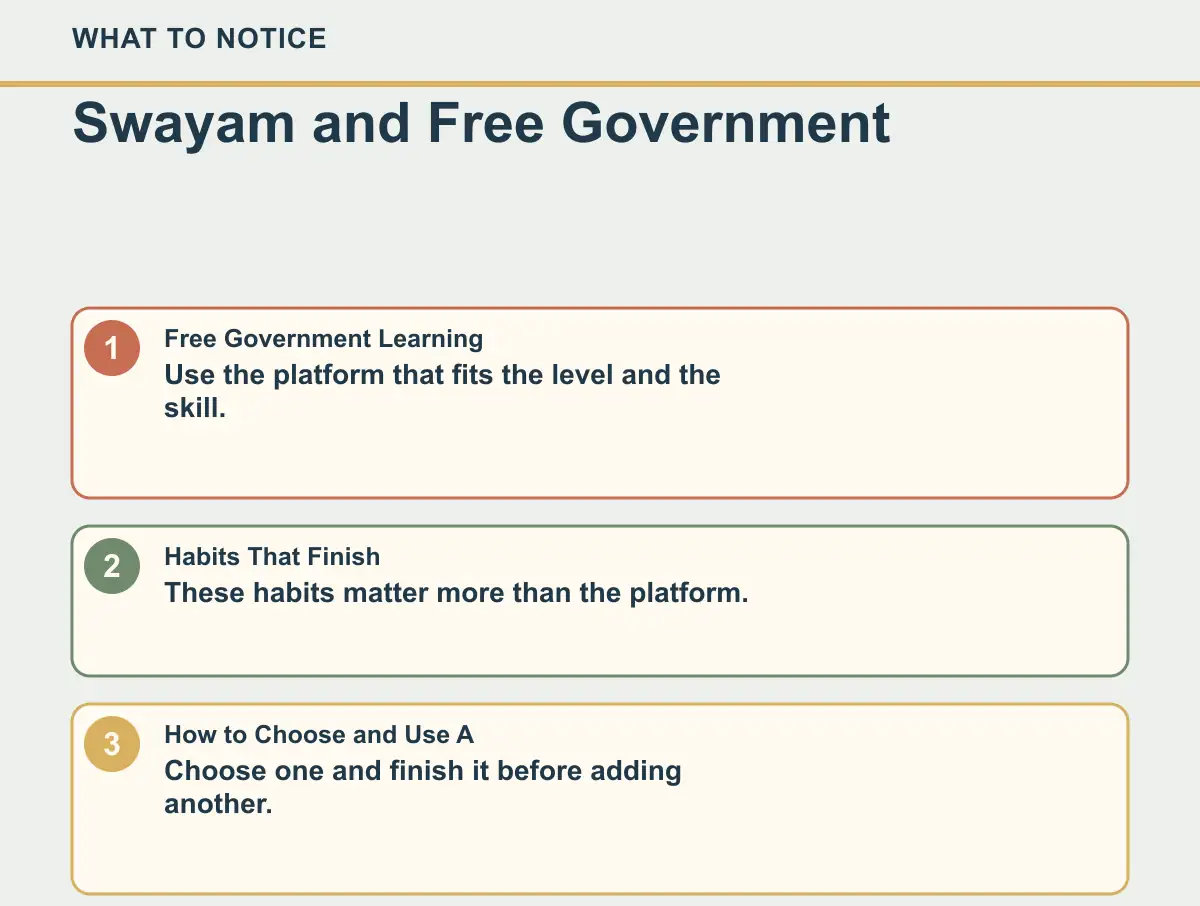 WHAT TO NOTICE
Swayam and Free Government
1
Free Government Learning
Use the platform that fits the level and the
skill.
2
Habits That Finish
These habits matter more than the platform.
3
How to Choose and Use A
Choose one and finish it before adding
another.